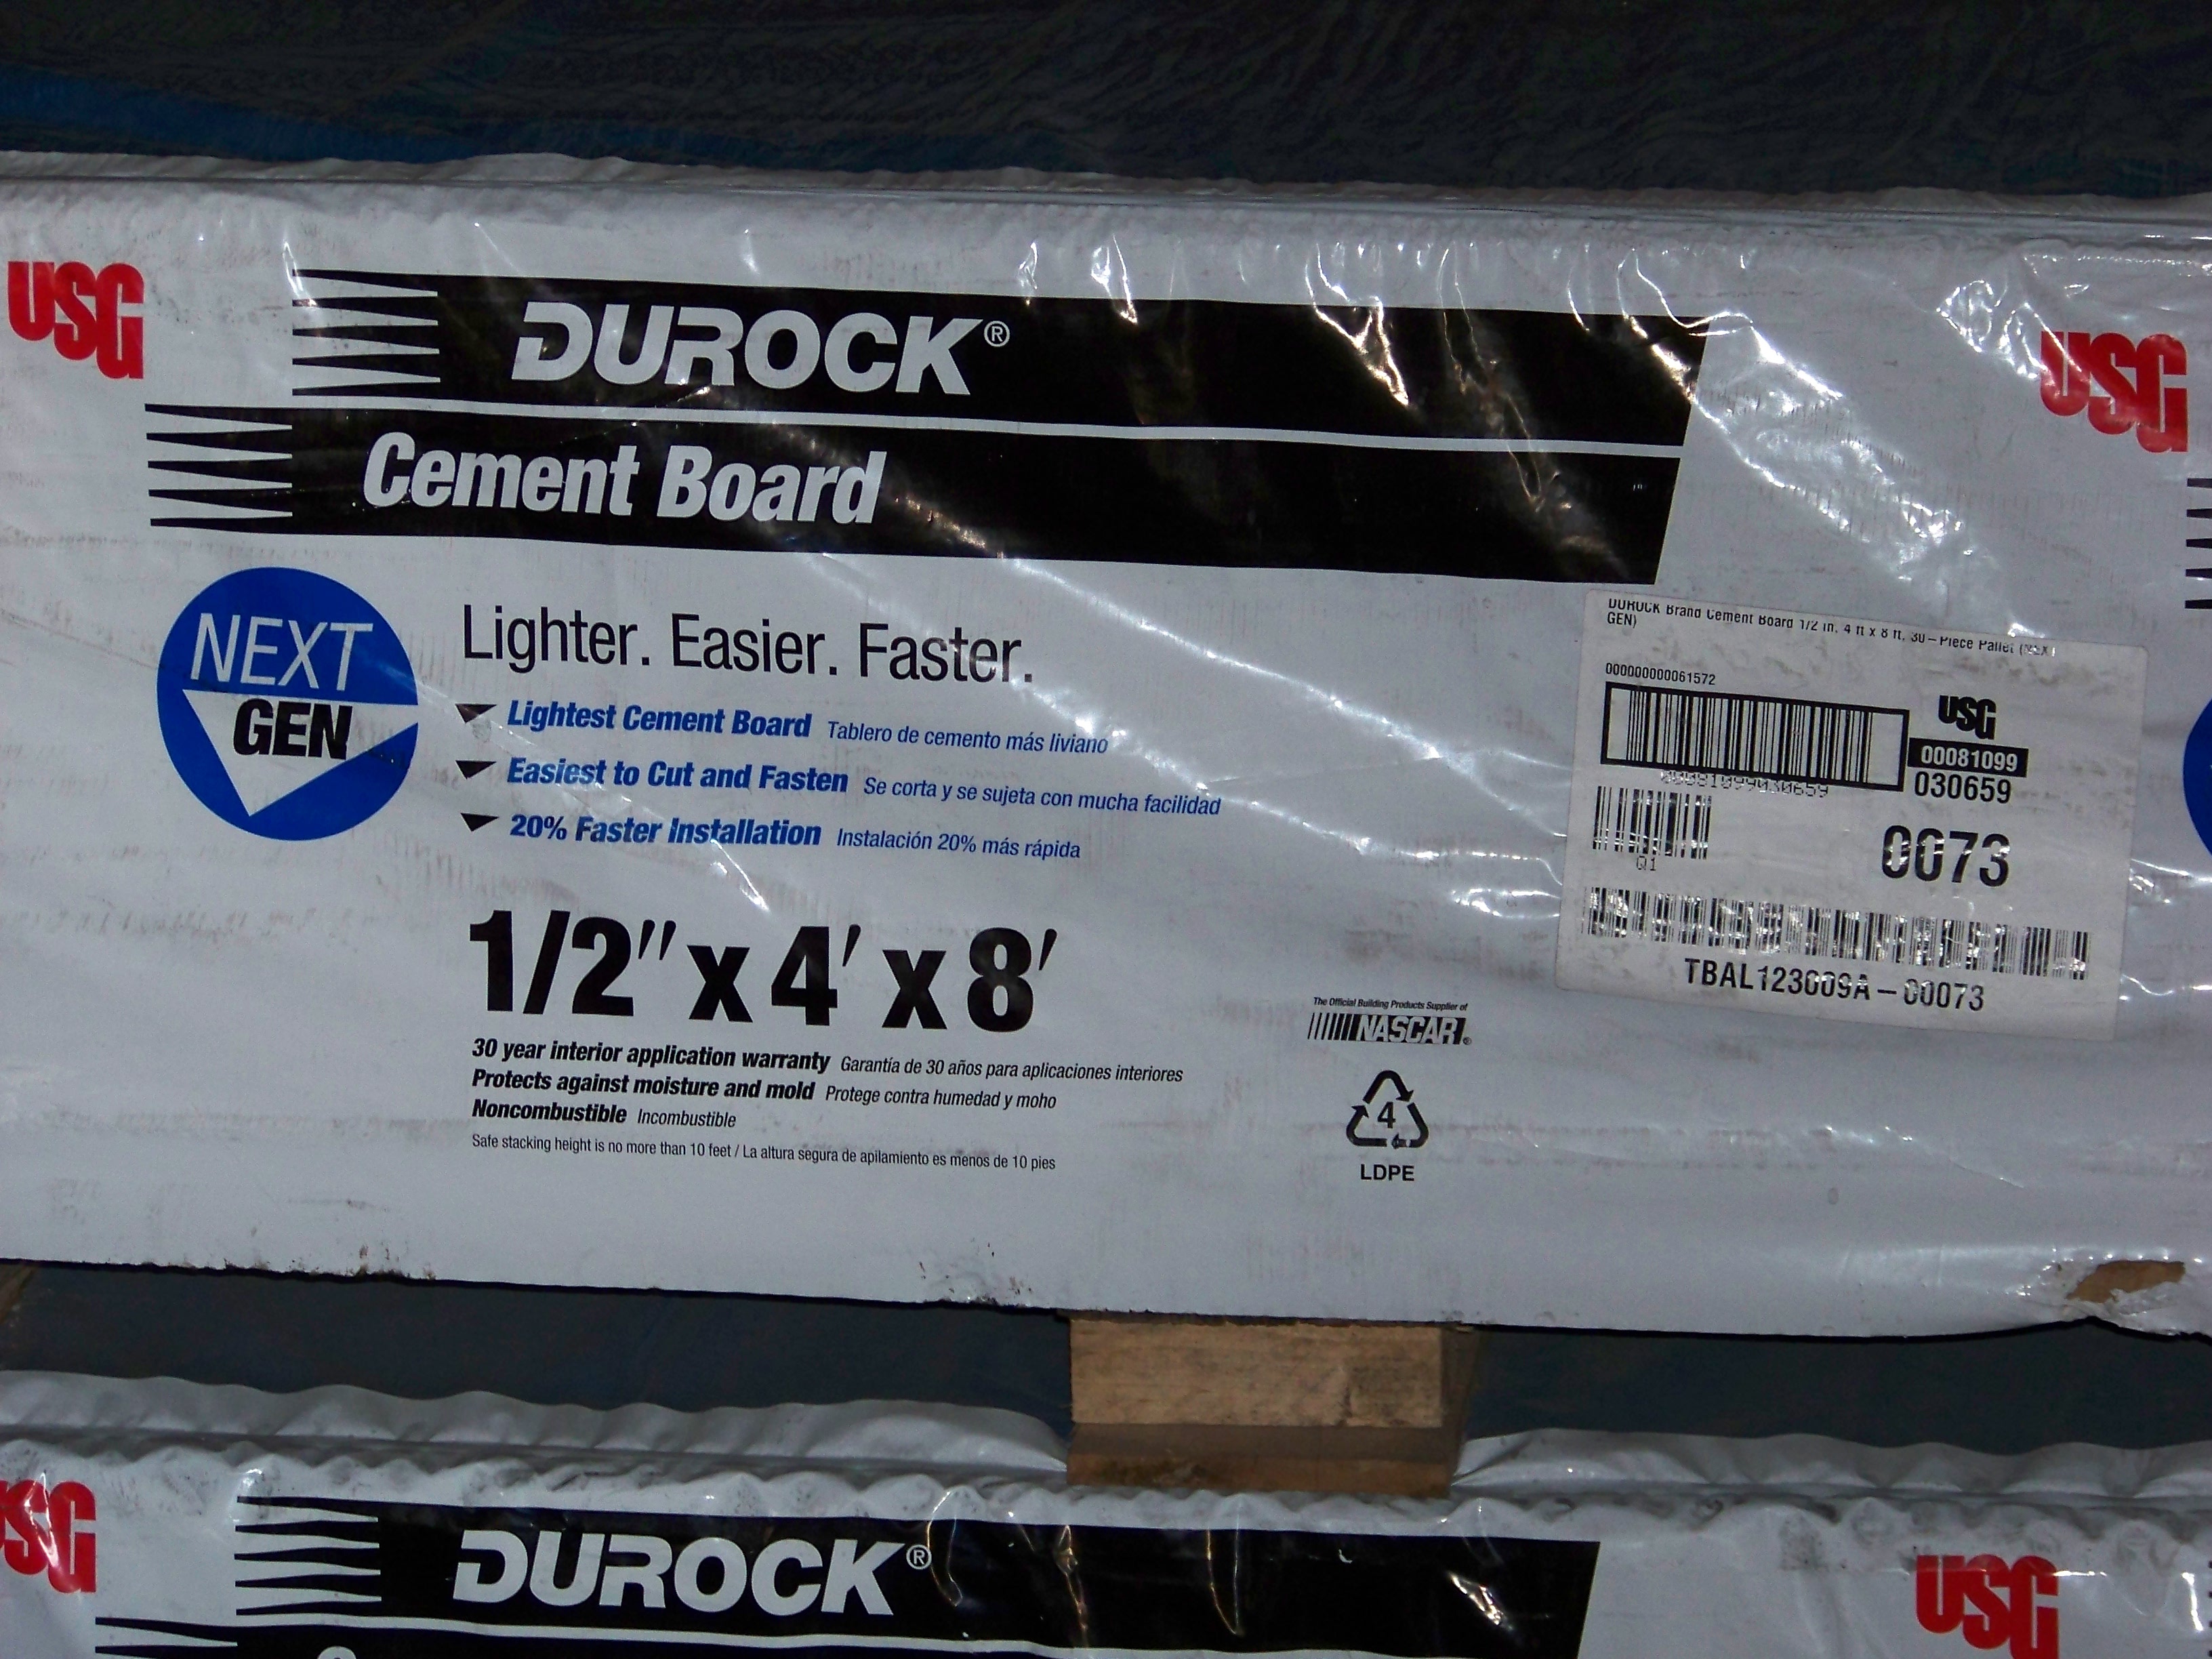 USG
DUROCK®
USG
Cement Board
NEXT
GEN
Lighter. Easier. Faster.
Lightest Cement Board Tablero de cemento más liviano
Easiest to Cut and Fasten Se corta y se sujeta con mucha facilidad
20% Faster Installation Instalación 20% más rápida
1/2" x 4' x 8'
30 year interior application warranty Garantía de 30 años para aplicaciones interiores
Protects against moisture and mold Protege contra humedad y moho
Noncombustible Incombustible
Safe stacking height is no more than 10 feet / La altura segura de apilamiento es menos de 10 pies
The Official Building Products Supplier of
NASCAR®
4
LDPE
DUROCK Brand Cement Board 1/2 in, 4 ft x 8 ft, 30-Piece Pallet (NEXT
GEN)
000000000061572
USG
00081099
030659
00081099030659
0073
Q1
TBAL123009A-00073
USG
DUROCK®
USG